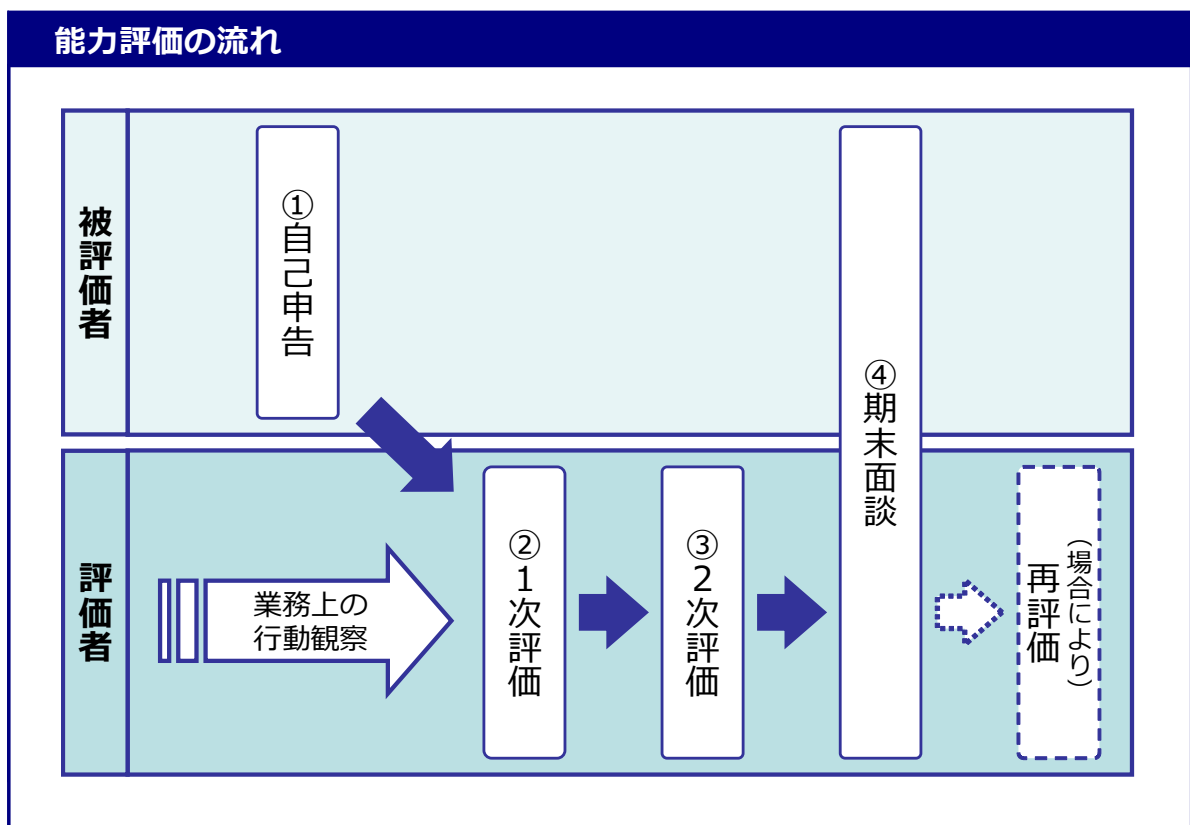 能力評価の流れ
被評価者
①自己申告
④期末面談
評価者
業務上の
行動観察
②1次評価
③2次評価
（場合により）
再評価